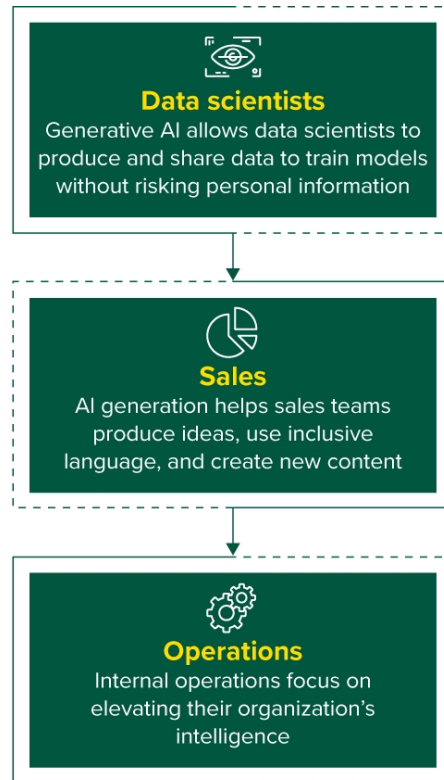 Data scientists
Generative AI allows data scientists to
produce and share data to train models
without risking personal information
Sales
AI generation helps sales teams
produce ideas, use inclusive
language, and create new content
Operations
Internal operations focus on
elevating their organization’s
intelligence